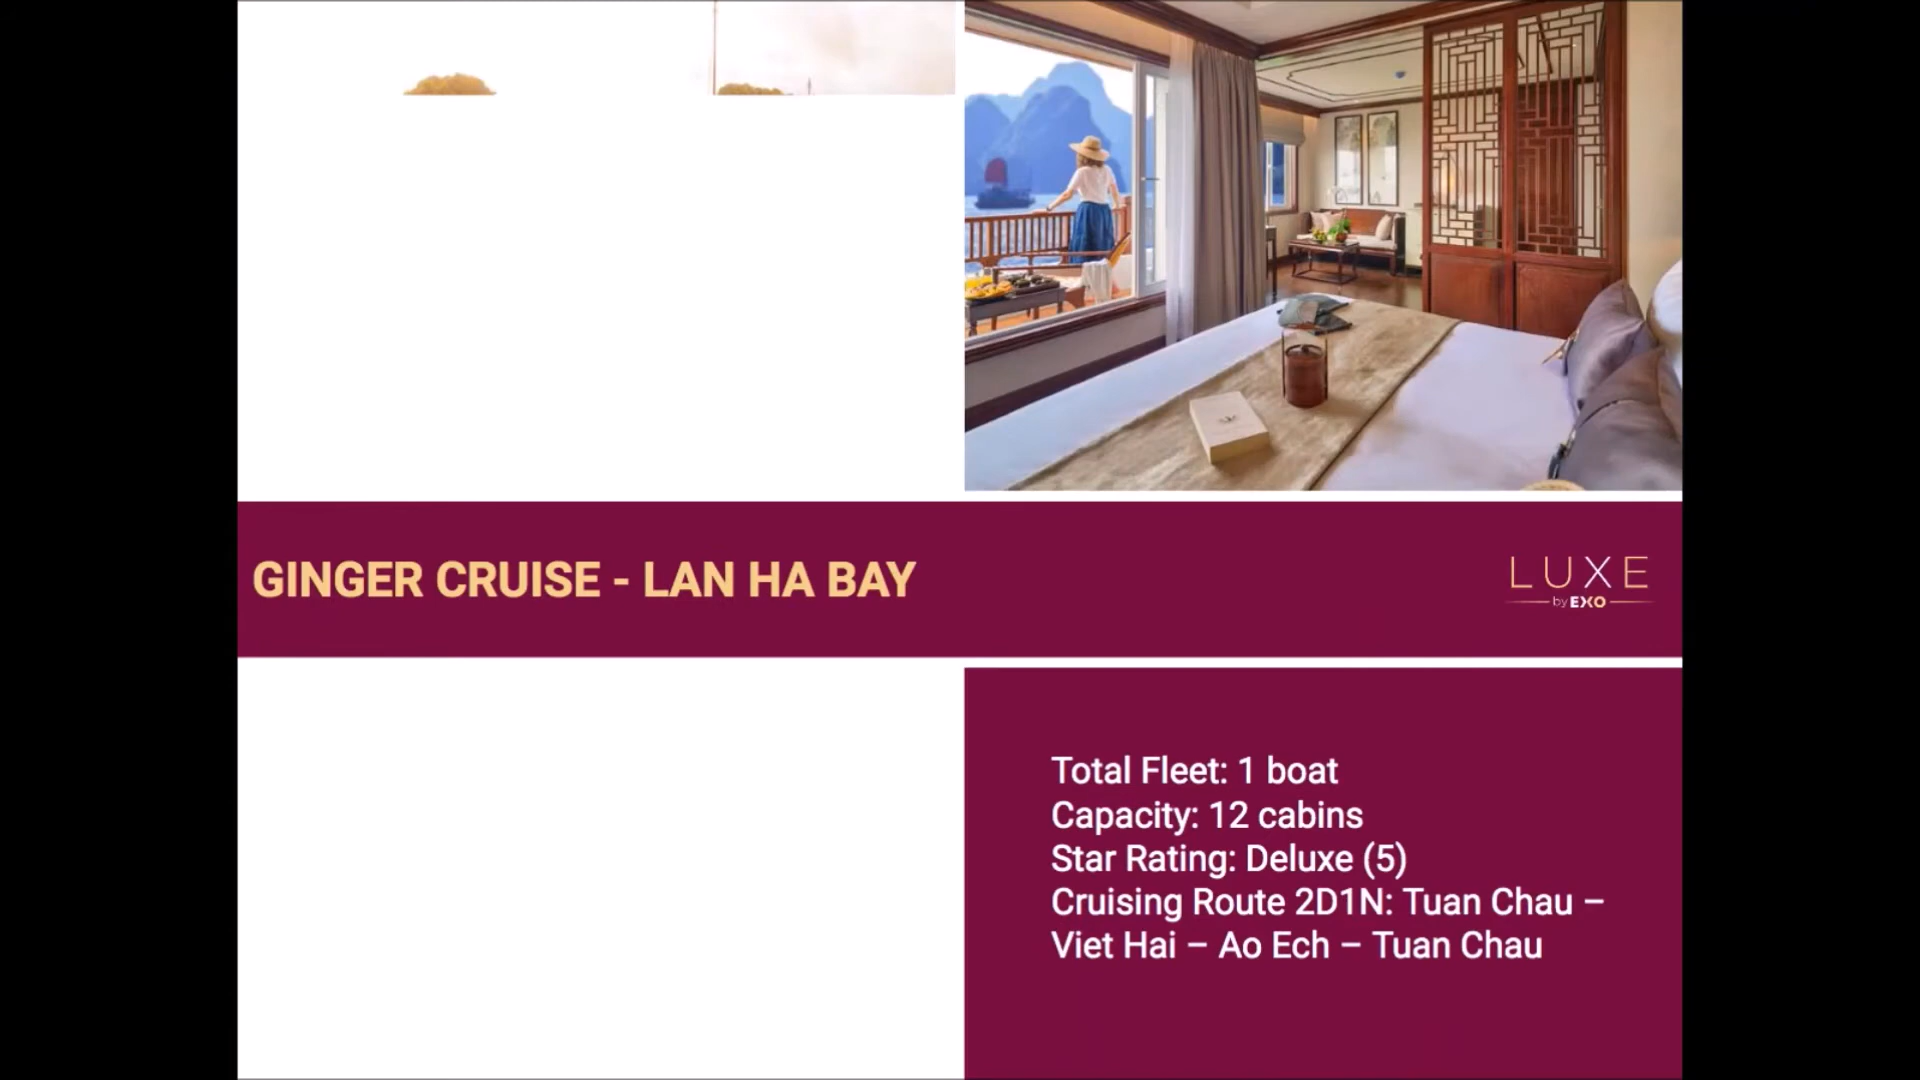 GINGER CRUISE - LAN HA BAY
LUXE
by EXO
Total Fleet: 1 boat
Capacity: 12 cabins
Star Rating: Deluxe (5)
Cruising Route 2D1N: Tuan Chau –
Viet Hai – Ao Ech – Tuan Chau